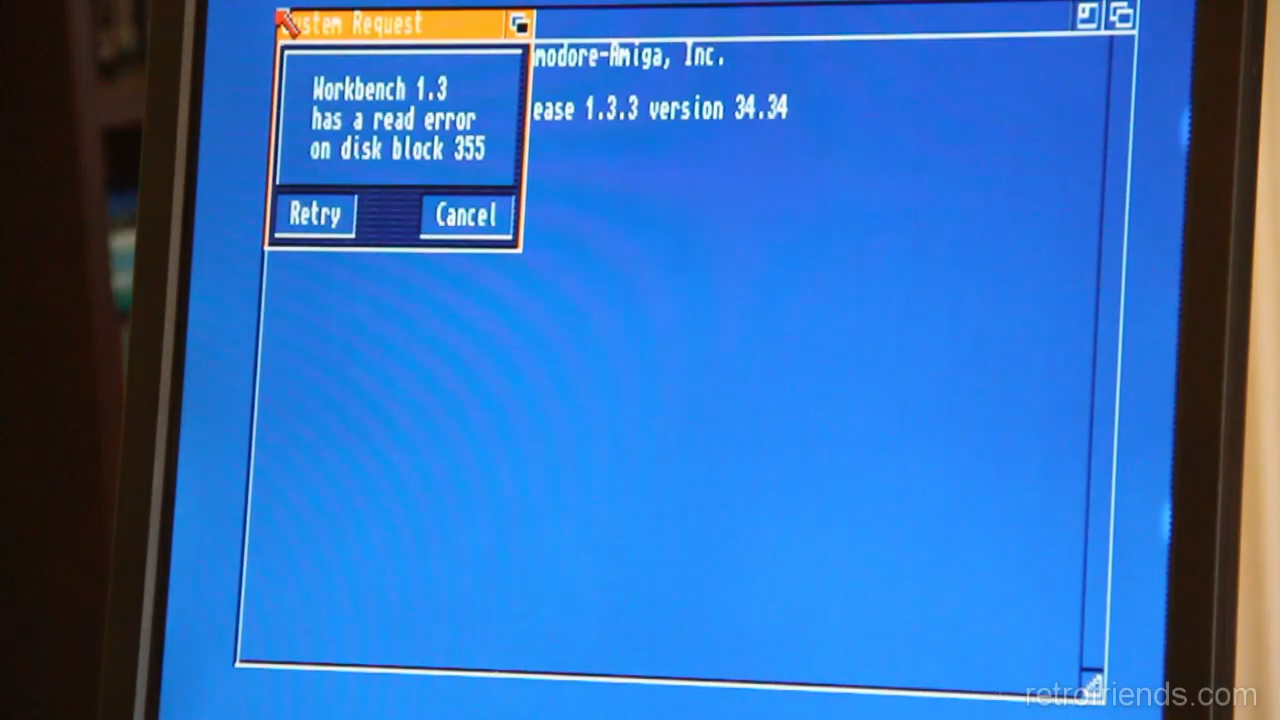 System Request
modore-Amiga, Inc.
ease 1.3.3 version 34.34
Workbench 1.3
has a read error
on disk block 355
Retry
Cancel
retrofriends.com